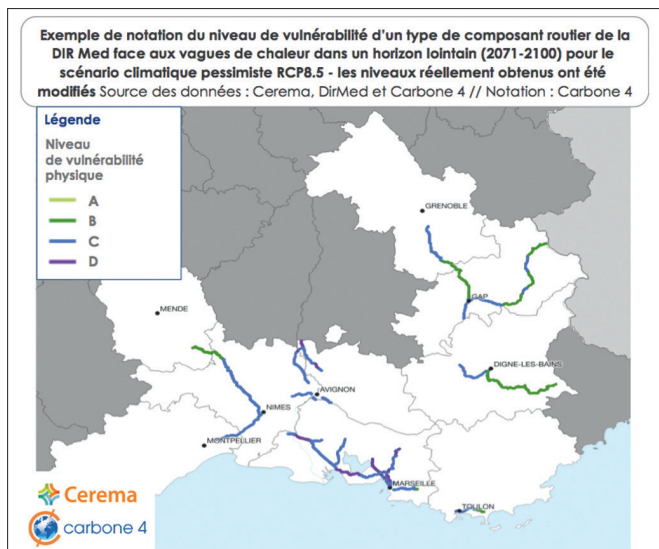 Exemple de notation du niveau de vulnérabilité d'un type de composant routier de la
DIR Med face aux vagues de chaleur dans un horizon lointain (2071-2100) pour le
scénario climatique pessimiste RCP8.5 - les niveaux réellement obtenus ont été
modifiés Source des données : Cerema, DirMed et Carbone 4 // Notation : Carbone 4
Légende
Niveau
de vulnérabilité
physique
A
B
C
D
GRENOBLE
GAP
MENDE
DIGNE-LES-BAINS
AVIGNON
NIMES
MONTPELLIER
MARSEILLE
TOULON
Cerema
carbone 4